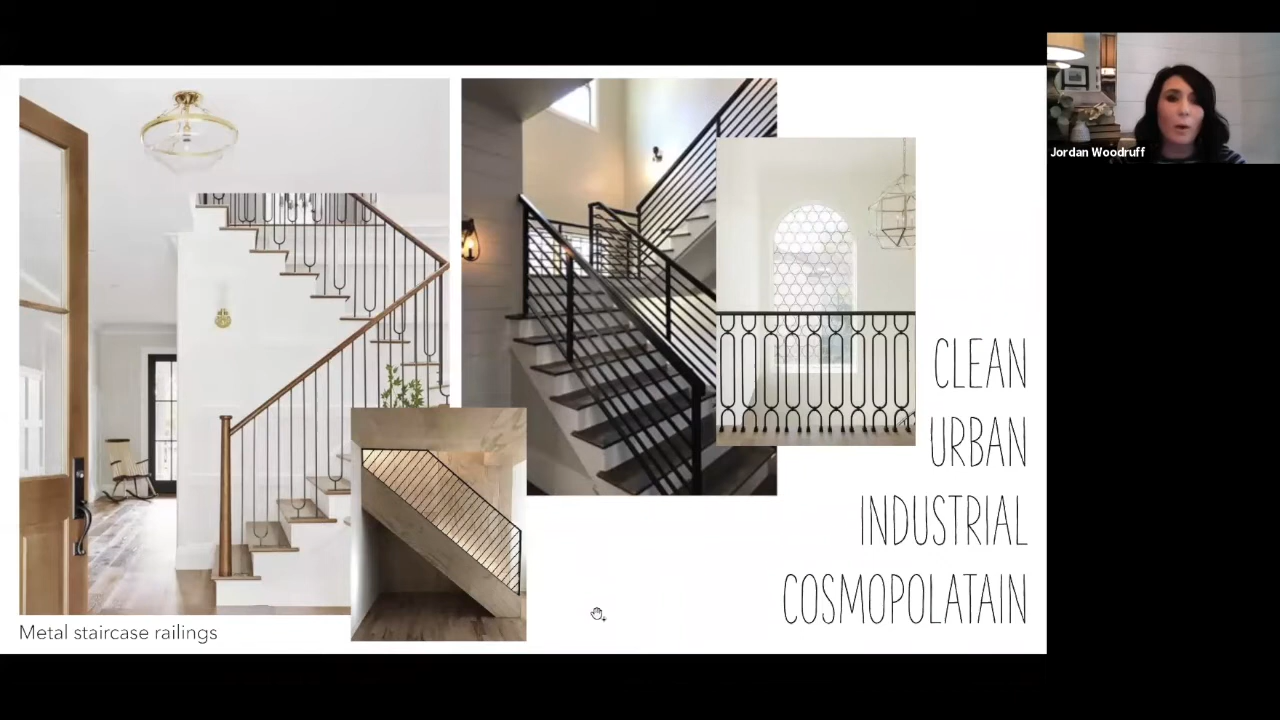 Jordan Woodruff
CLEAN
URBAN
INDUSTRIAL
COSMOPOLATAIN
Metal staircase railings